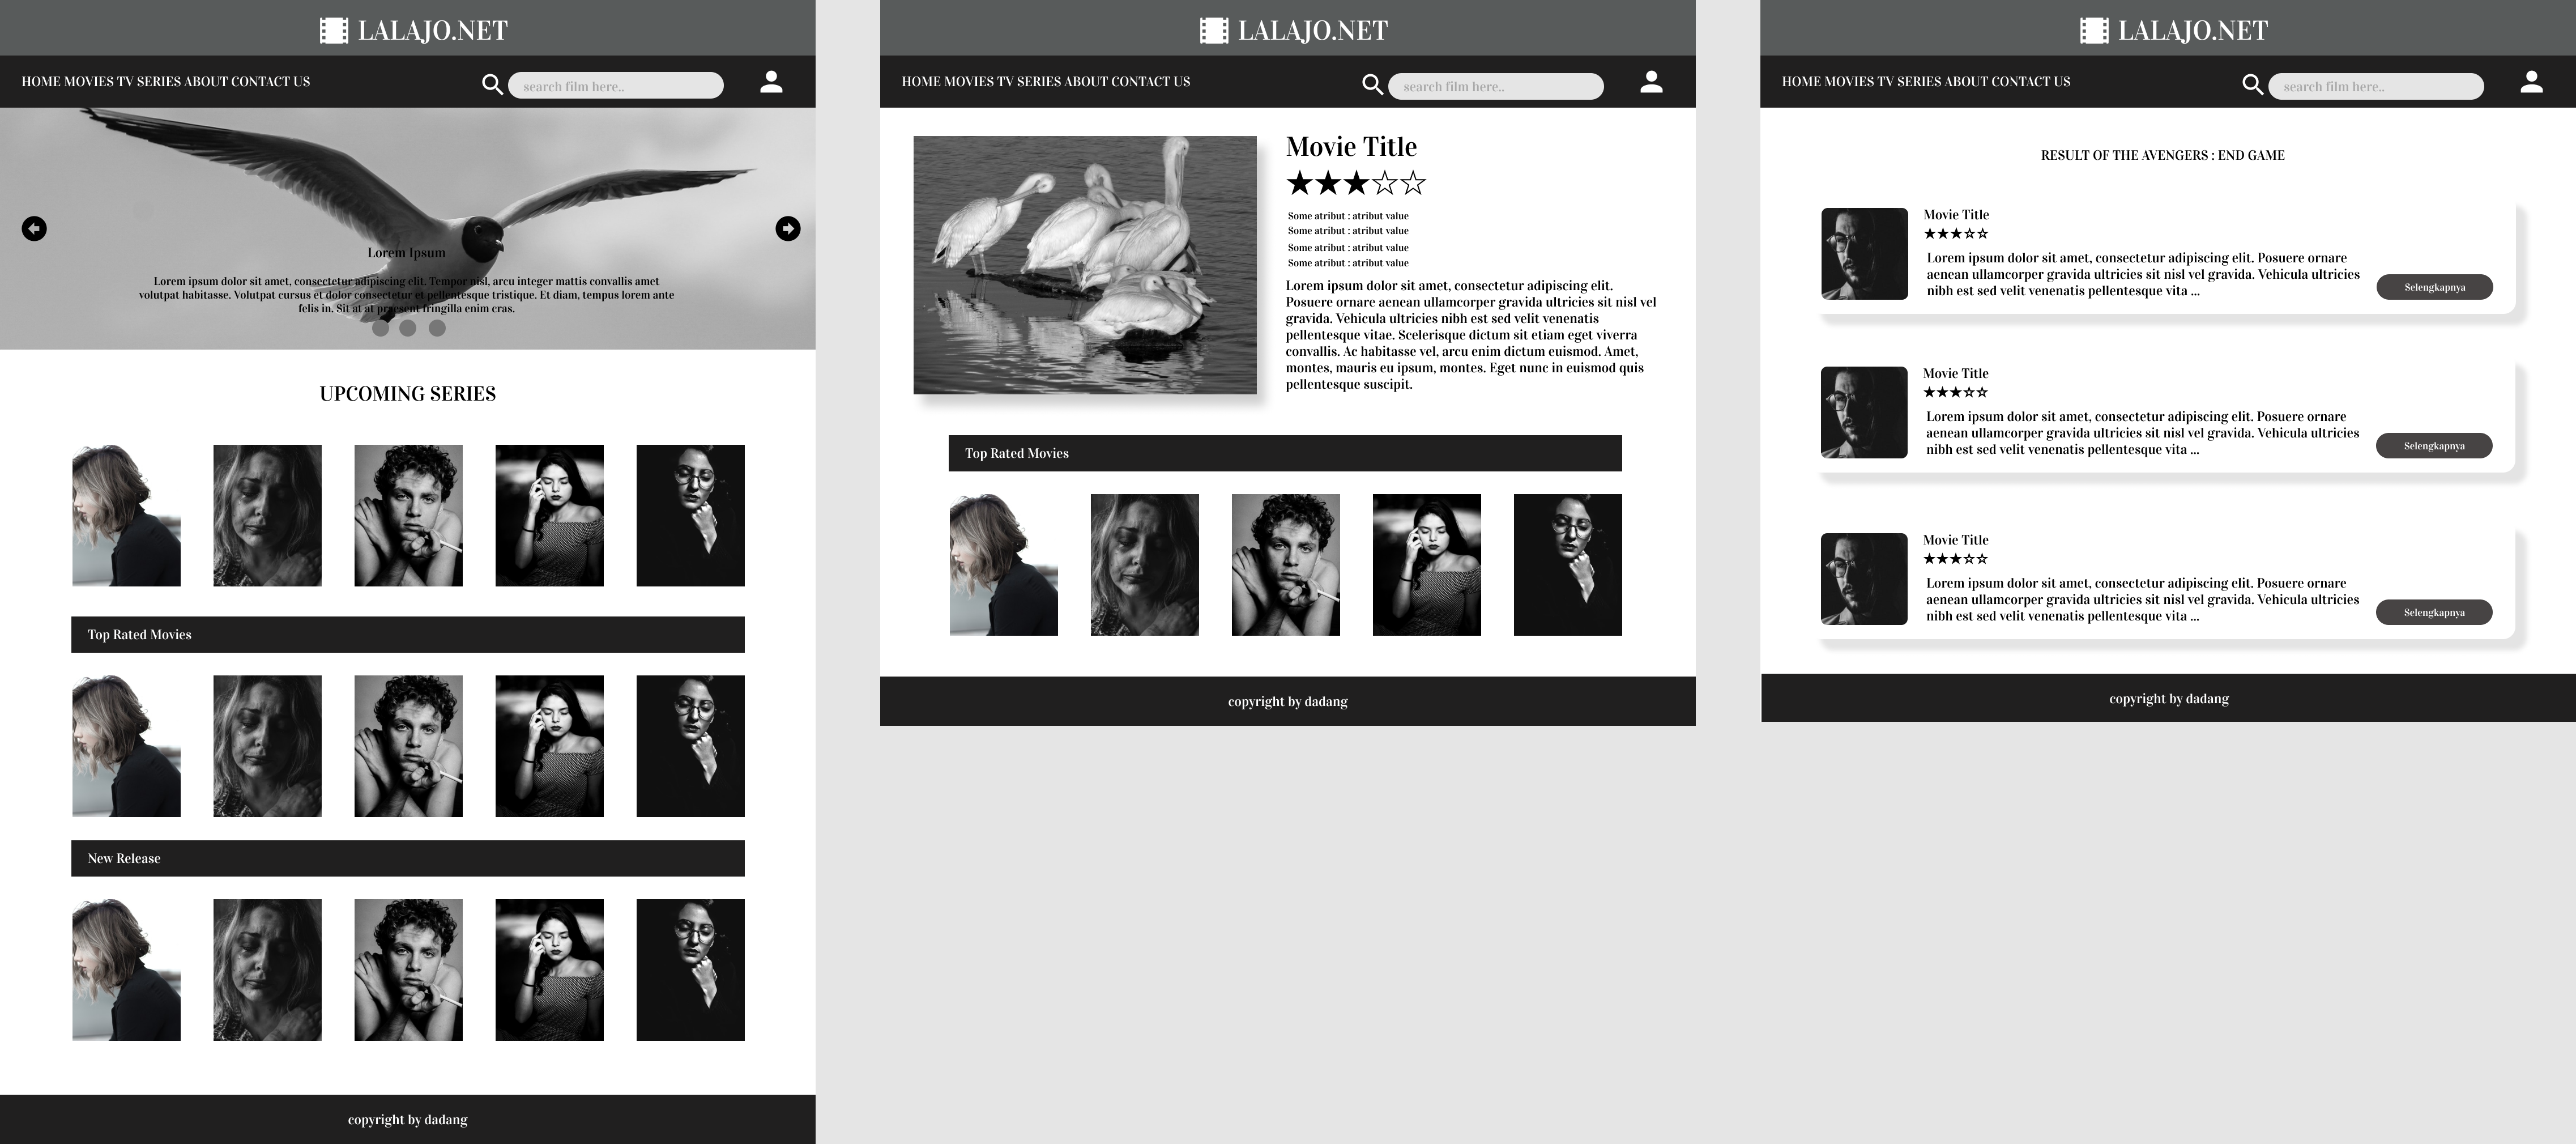 LALAJO.NET
HOME MOVIES TV SERIES ABOUT CONTACT US
search film here..
Lorem Ipsum
Lorem ipsum dolor sit amet, consectetur adipiscing elit. Tempor nisl, arcu integer mattis convallis amet
volutpat habitasse. Volutpat cursus et dolor consectetur et pellentesque tristique. Et diam, tempus lorem ante
felis in. Sit at at praesent fringilla enim cras.
UPCOMING SERIES
Top Rated Movies
New Release
copyright by dadang
LALAJO.NET
HOME MOVIES TV SERIES ABOUT CONTACT US
search film here..
Movie Title
Some atribut : atribut value
Some atribut : atribut value
Some atribut : atribut value
Some atribut : atribut value
Lorem ipsum dolor sit amet, consectetur adipiscing elit.
Posuere ornare aenean ullamcorper gravida ultricies sit nisl vel
gravida. Vehicula ultricies nibh est sed velit venenatis
pellentesque vitae. Scelerisque dictum sit etiam eget viverra
convallis. Ac habitasse vel, arcu enim dictum euismod. Amet,
montes, mauris eu ipsum, montes. Eget nunc in euismod quis
pellentesque suscipit.
Top Rated Movies
copyright by dadang
LALAJO.NET
HOME MOVIES TV SERIES ABOUT CONTACT US
search film here..
RESULT OF THE AVENGERS : END GAME
Movie Title
Lorem ipsum dolor sit amet, consectetur adipiscing elit. Posuere ornare
aenean ullamcorper gravida ultricies sit nisl vel gravida. Vehicula ultricies
nibh est sed velit venenatis pellentesque vita ...
Selengkapnya
Movie Title
Lorem ipsum dolor sit amet, consectetur adipiscing elit. Posuere ornare
aenean ullamcorper gravida ultricies sit nisl vel gravida. Vehicula ultricies
nibh est sed velit venenatis pellentesque vita ...
Selengkapnya
Movie Title
Lorem ipsum dolor sit amet, consectetur adipiscing elit. Posuere ornare
aenean ullamcorper gravida ultricies sit nisl vel gravida. Vehicula ultricies
nibh est sed velit venenatis pellentesque vita ...
Selengkapnya
copyright by dadang